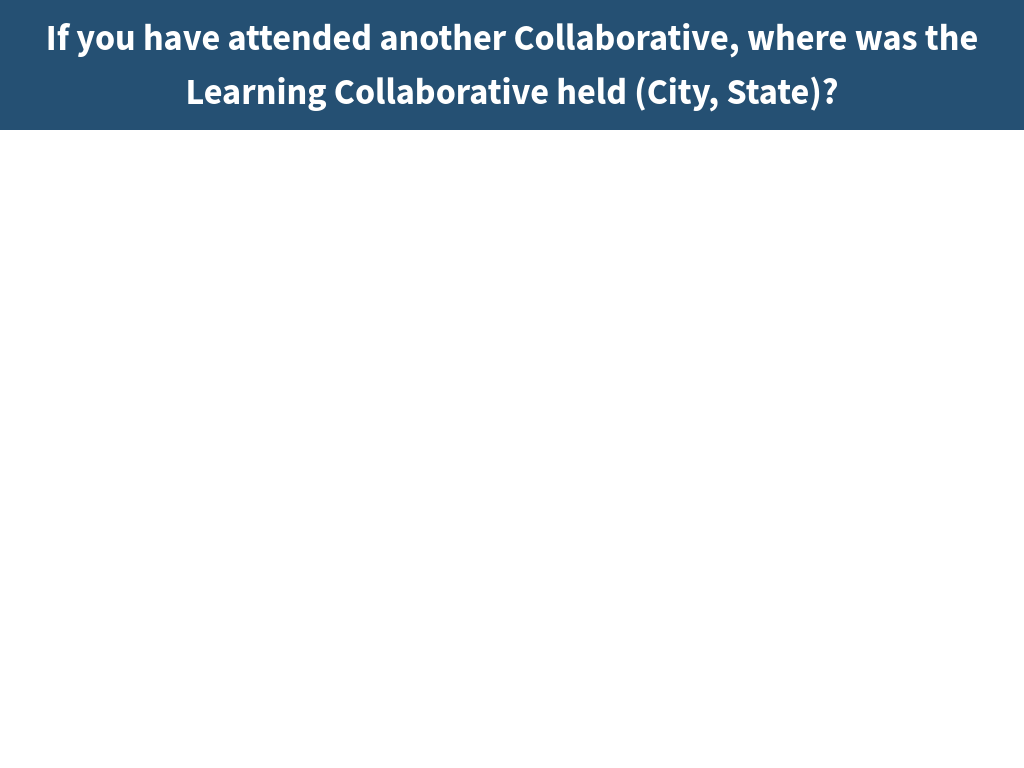 If you have attended another Collaborative, where was the
Learning Collaborative held (City, State)?